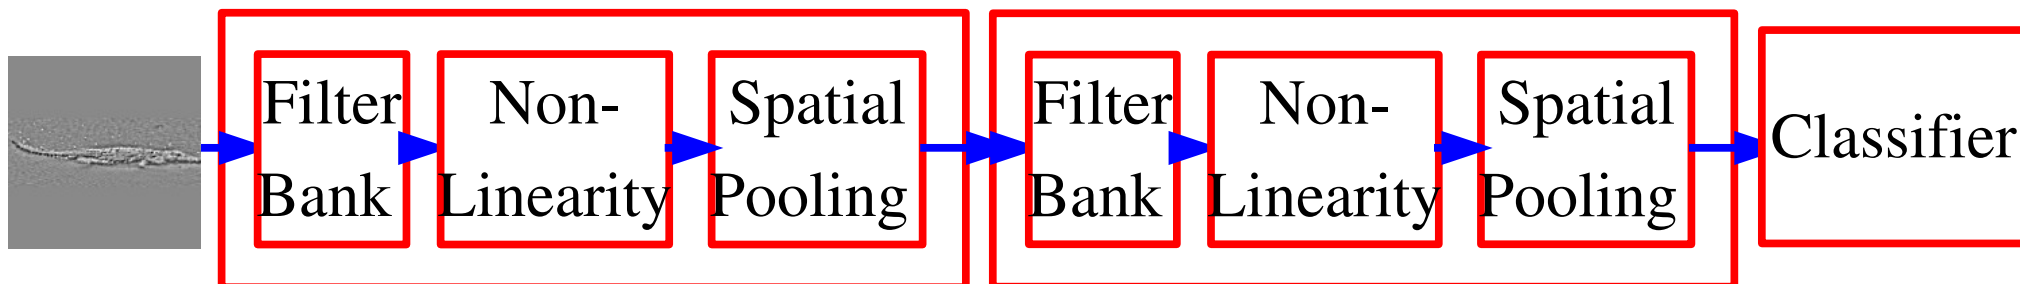 Filter
Bank
Non-
Linearity
Spatial
Pooling
Filter
Bank
Non-
Linearity
Spatial
Pooling
Classifier